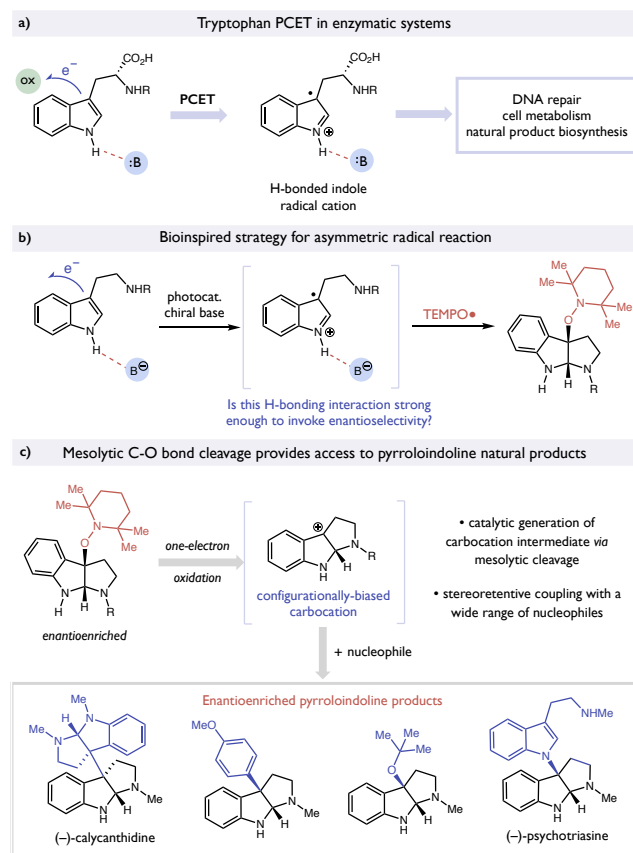 a) Tryptophan PCET in enzymatic systems
OX
e–
CO2H
NHR
N
H
:B
PCET
•
CO2H
NHR
N
⊕
H
:B
H-bonded indole
radical cation
DNA repair
cell metabolism
natural product biosynthesis
b) Bioinspired strategy for asymmetric radical reaction
e–
NHR
N
H
B⊖
photocat.
chiral base
•
NHR
N
⊕
H
B⊖
TEMPO•
Me
Me
N
Me
Me
O
N
H
H
N
R
Is this H-bonding interaction strong
enough to invoke enantioselectivity?
c) Mesolytic C-O bond cleavage provides access to pyrroloindoline natural products
Me
Me
N
Me
Me
O
N
H
H
N
R
enantioenriched
one-electron
oxidation
⊕
N
R
N
H
H
configurationally-biased
carbocation
• catalytic generation of
carbocation intermediate via
mesolytic cleavage
• stereoretentive coupling with a
wide range of nucleophiles
+ nucleophile
Enantioenriched pyrroloindoline products
Me
Me
H
N
N
N
H
H
N
Me
(–)-calycanthidine
MeO
N
H
H
N
Me
Me
Me
Me
O
N
H
H
N
Me
NHMe
N
N
H
H
N
Me
(–)-psychotriasine